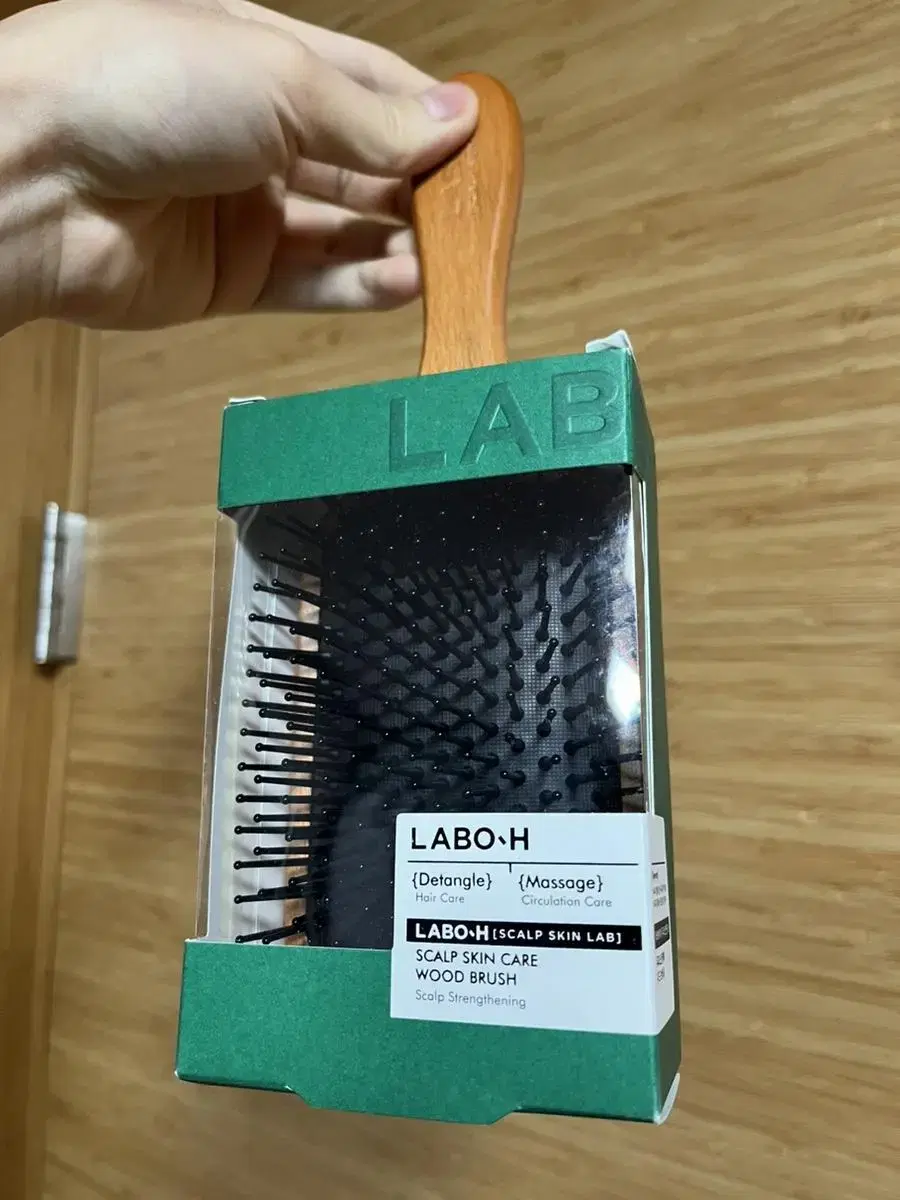 LAB
LABO·H
{Detangle} {Massage}
Hair Care Circulation Care
LABO·H [SCALP SKIN LAB]
SCALP SKIN CARE
WOOD BRUSH
Scalp Strengthening